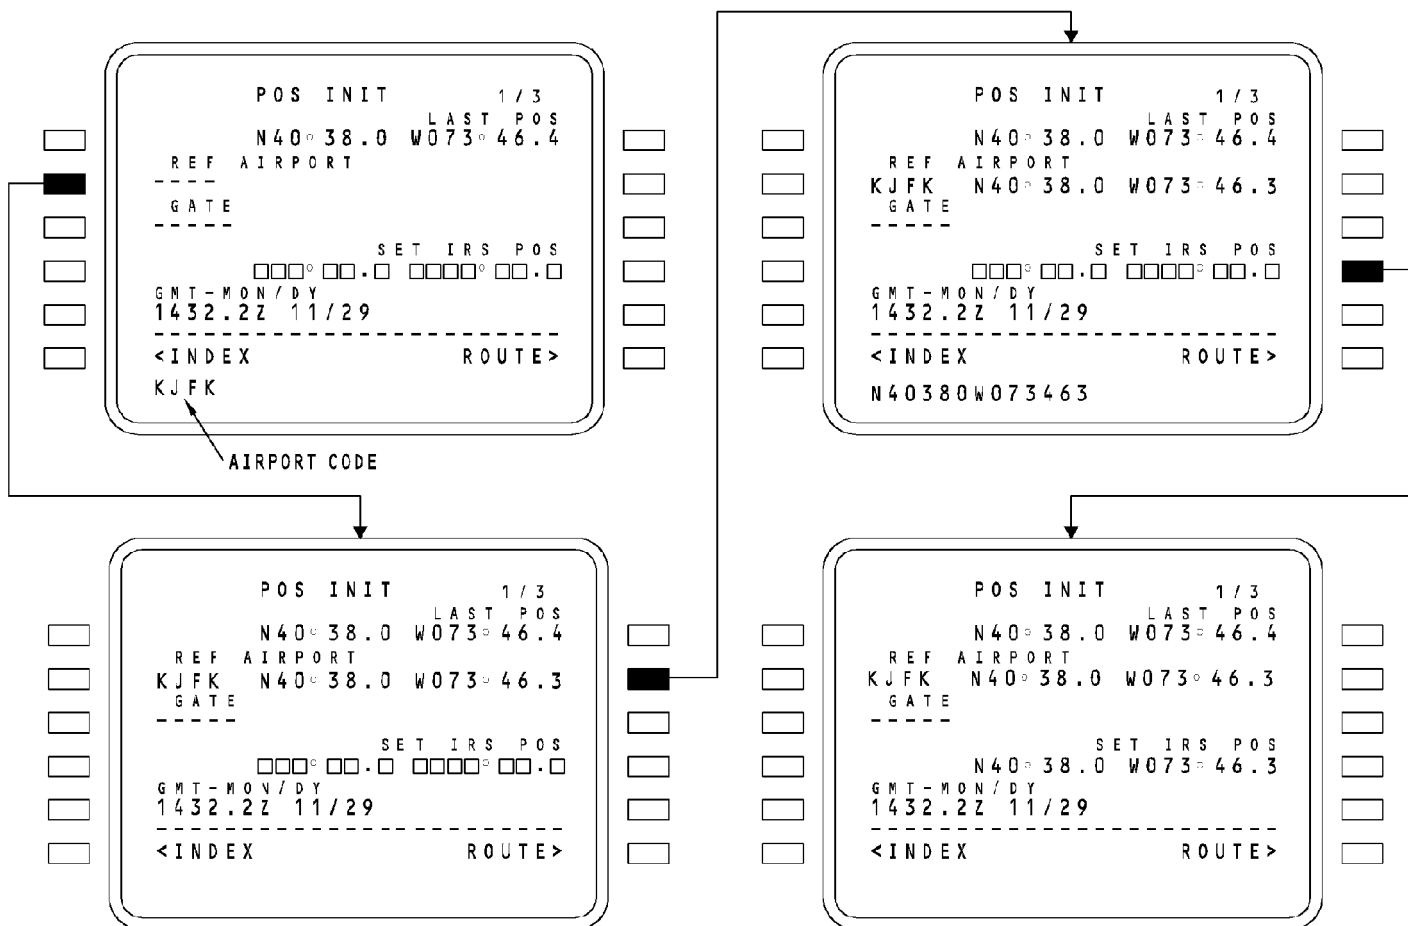 POS INIT 1/3
LAST POS
N40°38.0 W073°46.4
REF AIRPORT
----
GATE
-----
SET IRS POS
□□□°□□.□ □□□□°□□.□
GMT-MON/DY
1432.2Z 11/29
------------------------
<INDEX ROUTE>
KJFK
AIRPORT CODE
POS INIT 1/3
LAST POS
N40°38.0 W073°46.4
REF AIRPORT
KJFK N40°38.0 W073°46.3
GATE
-----
SET IRS POS
□□□°□□.□ □□□□°□□.□
GMT-MON/DY
1432.2Z 11/29
------------------------
<INDEX ROUTE>
POS INIT 1/3
LAST POS
N40°38.0 W073°46.4
REF AIRPORT
KJFK N40°38.0 W073°46.3
GATE
-----
SET IRS POS
□□□°□□.□ □□□□°□□.□
GMT-MON/DY
1432.2Z 11/29
------------------------
<INDEX ROUTE>
N40380W073463
POS INIT 1/3
LAST POS
N40°38.0 W073°46.4
REF AIRPORT
KJFK N40°38.0 W073°46.3
GATE
-----
SET IRS POS
N40°38.0 W073°46.3
GMT-MON/DY
1432.2Z 11/29
------------------------
<INDEX ROUTE>